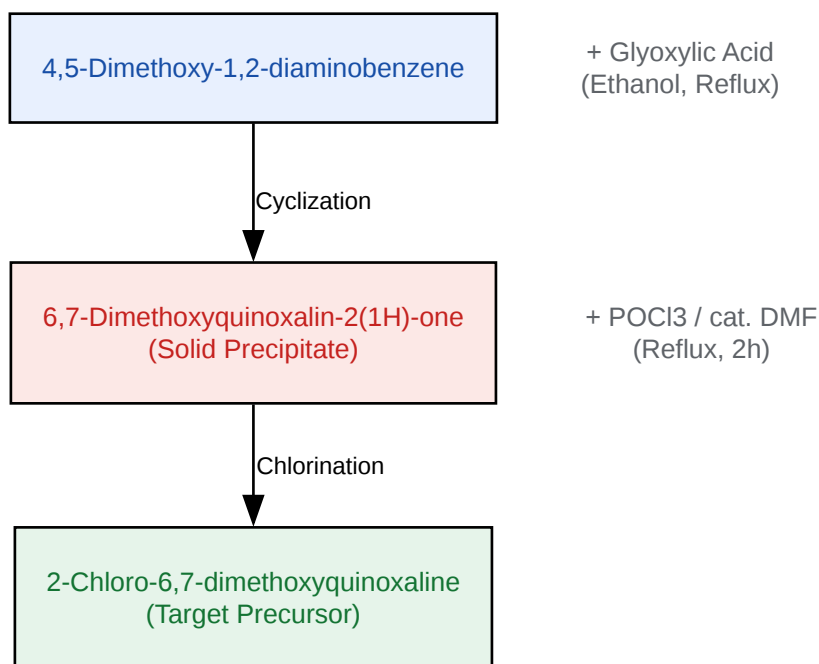 4,5-Dimethoxy-1,2-diaminobenzene
+ Glyoxylic Acid
(Ethanol, Reflux)
Cyclization
6,7-Dimethoxyquinoxalin-2(1H)-one
(Solid Precipitate)
+ POCl3 / cat. DMF
(Reflux, 2h)
Chlorination
2-Chloro-6,7-dimethoxyquinoxaline
(Target Precursor)